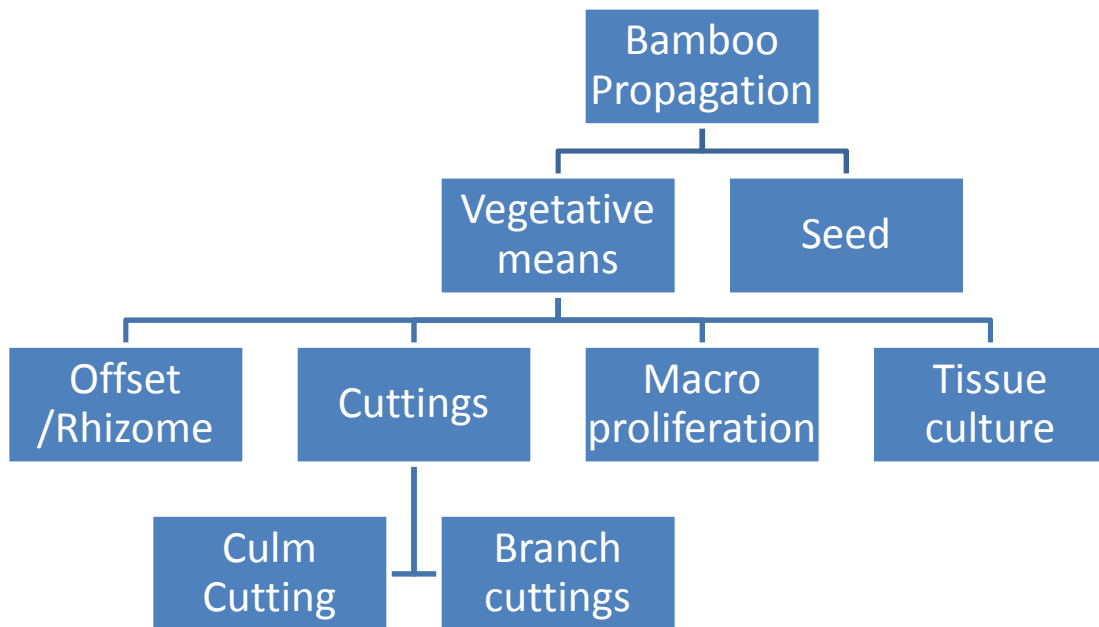 Bamboo
Propagation
Vegetative
means
Seed
Offset
/Rhizome
Cuttings
Macro
proliferation
Tissue
culture
Culm
Cutting
Branch
cuttings